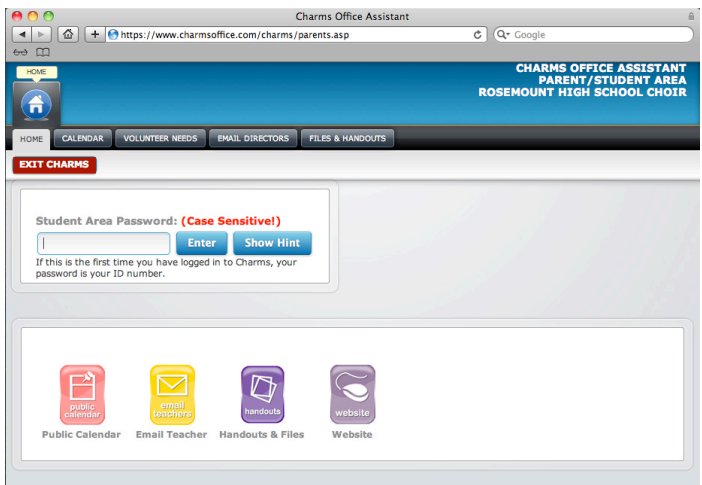 Charms Office Assistant
https://www.charmsoffice.com/charms/parents.asp
Google
HOME
CHARMS OFFICE ASSISTANT
PARENT/STUDENT AREA
ROSEMOUNT HIGH SCHOOL CHOIR
HOME CALENDAR VOLUNTEER NEEDS EMAIL DIRECTORS FILES & HANDOUTS
EXIT CHARMS
Student Area Password: (Case Sensitive!)
Enter Show Hint
If this is the first time you have logged in to Charms, your
password is your ID number.
public
calendar
email
teachers
handouts
website
Public Calendar Email Teacher Handouts & Files Website